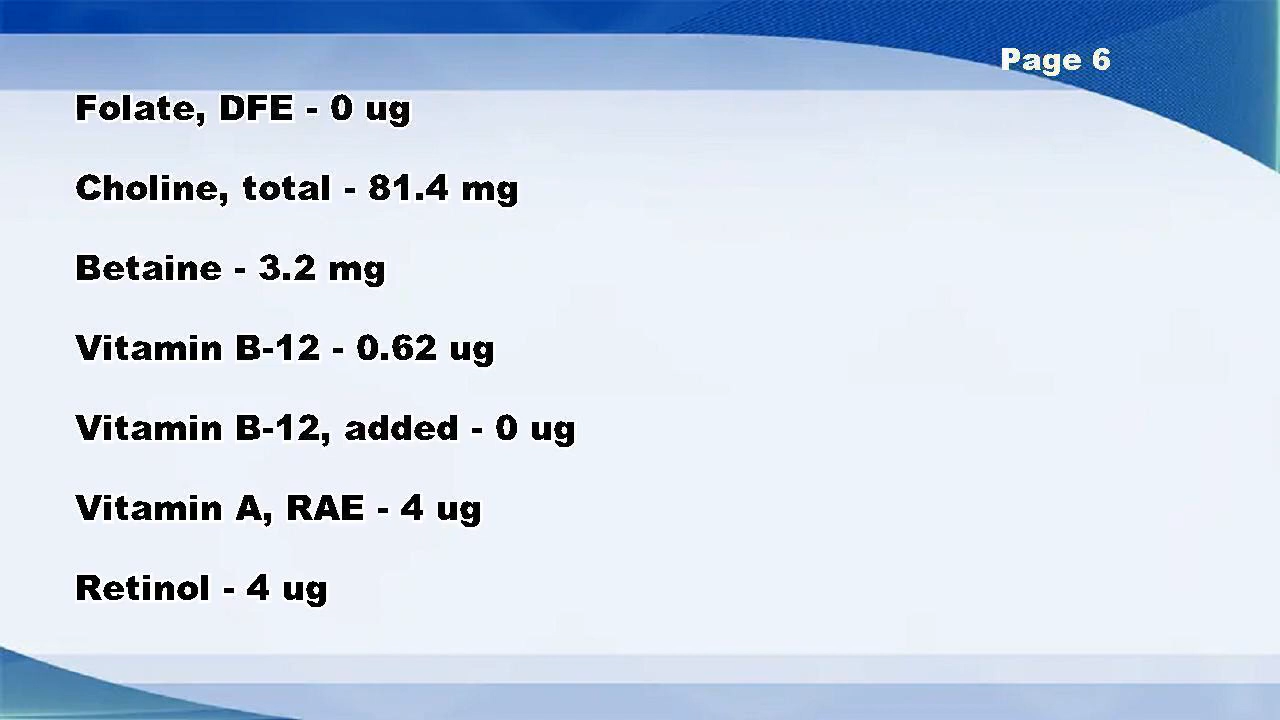 Page 6
Folate, DFE - 0 ug
Choline, total - 81.4 mg
Betaine - 3.2 mg
Vitamin B-12 - 0.62 ug
Vitamin B-12, added - 0 ug
Vitamin A, RAE - 4 ug
Retinol - 4 ug